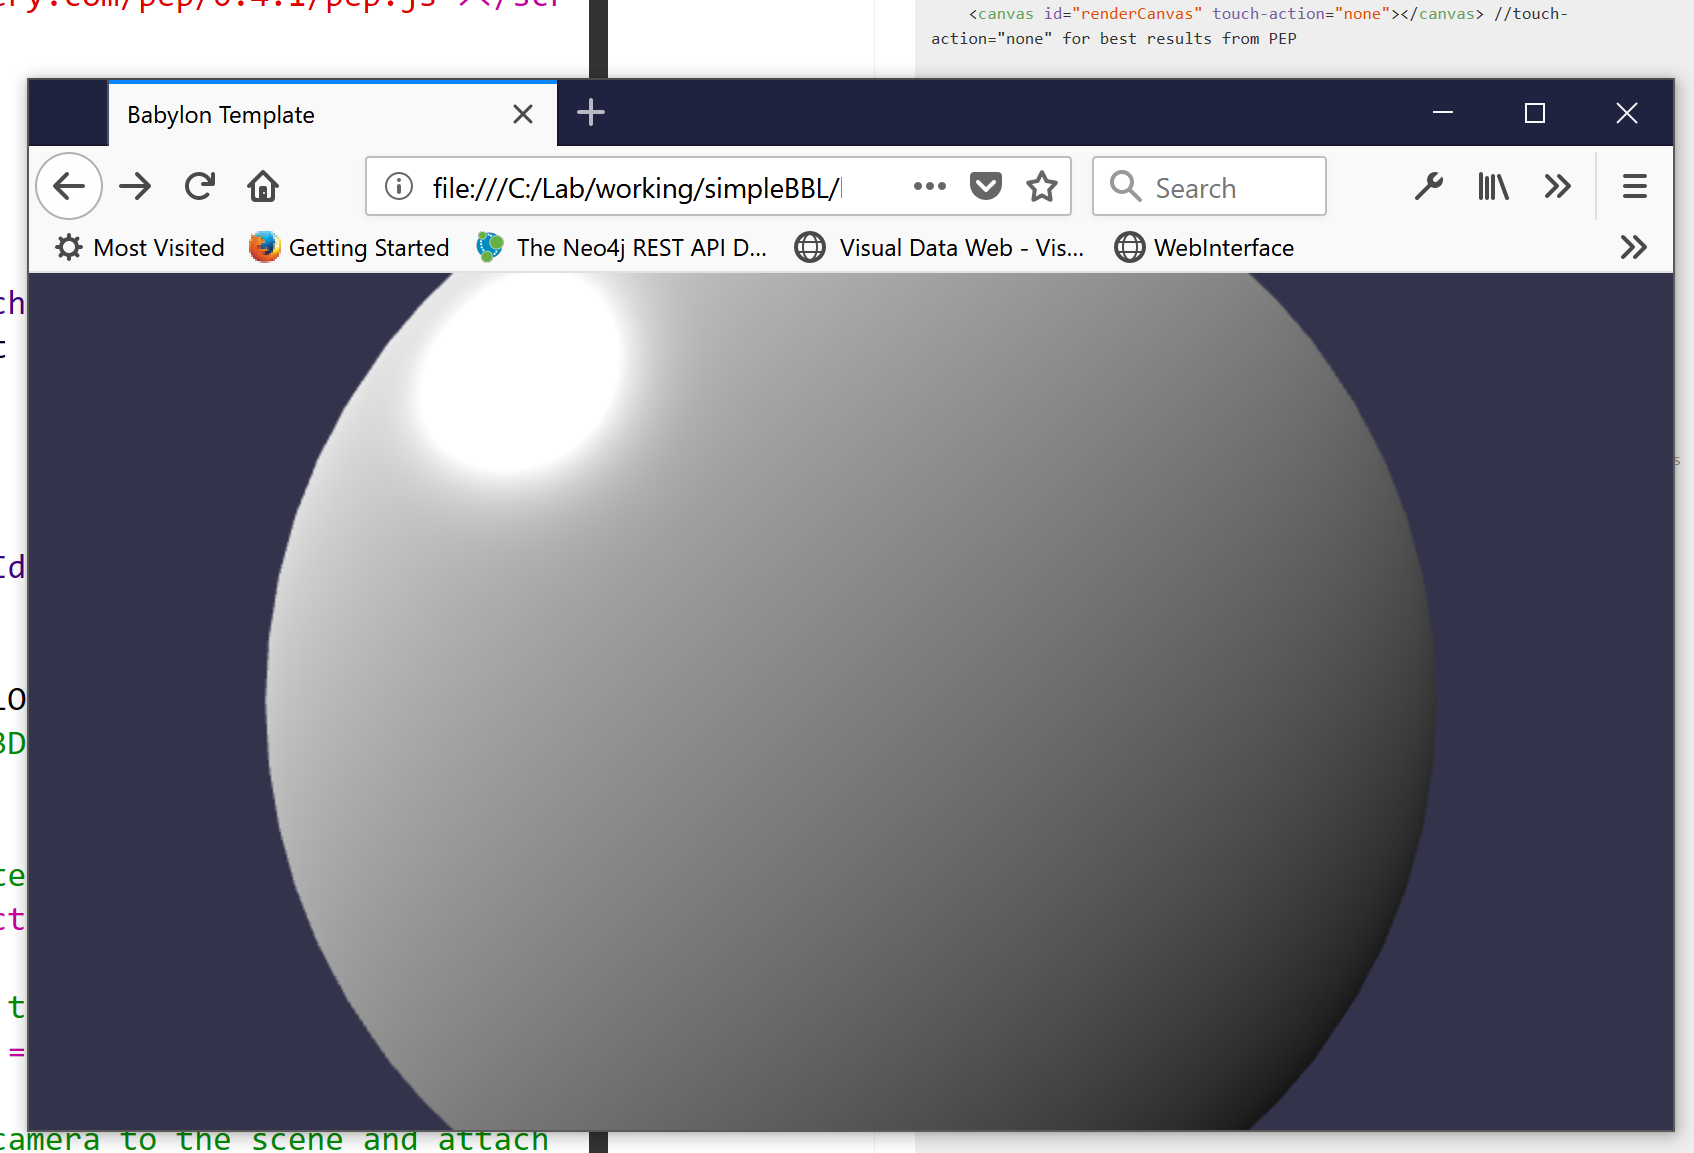 ery.com/pep/0.4.1/pep.js"></scr
<canvas id="renderCanvas" touch-action="none"></canvas> //touch-
action="none" for best results from PEP
Babylon Template
file:///C:/Lab/working/simpleBBL/
Search
Most Visited
Getting Started
The Neo4j REST API D...
Visual Data Web - Vis...
WebInterface
ch
t
Id
LO
3D
te
ct
t
=
camera to the scene and attach
s